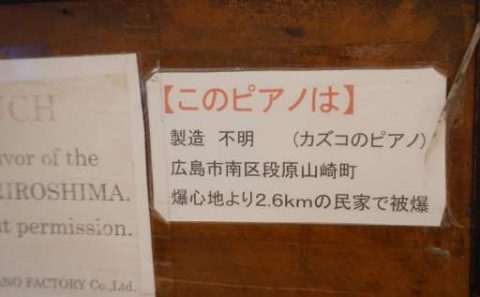 UCH
vor of the
HIROSHIMA.
t permission.
ANO FACTORY Co.,Ltd.
【このピアノは】
製造 不明 (カズコのピアノ)
広島市南区段原山崎町
爆心地より2.6kmの民家で被爆